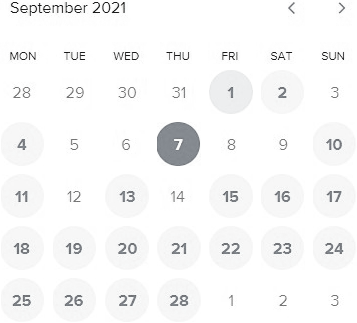 September 2021
MON TUE WED THU FRI SAT SUN
28 29 30 31 1 2 3
4 5 6 7 8 9 10
11 12 13 14 15 16 17
18 19 20 21 22 23 24
25 26 27 28 1 2 3